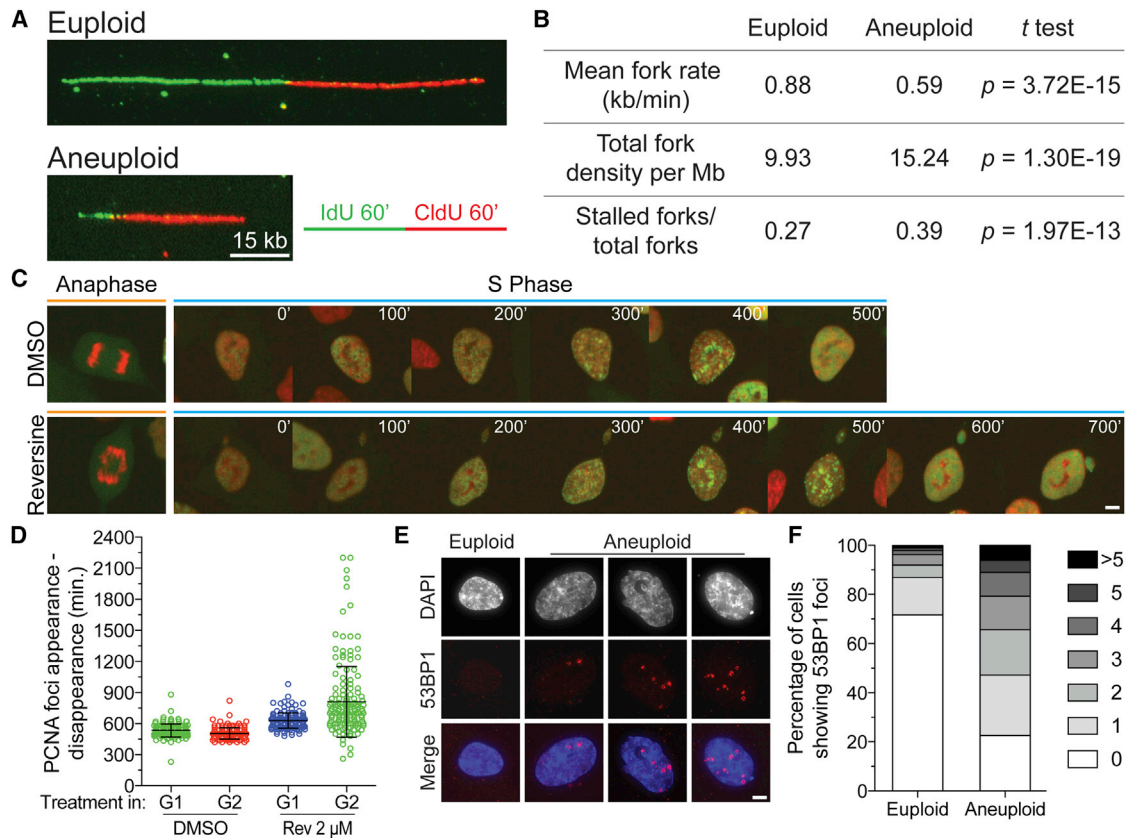 A
Euploid
Aneuploid
15 kb
IdU 60' CldU 60'
B
Euploid Aneuploid t test
Mean fork rate
(kb/min)
0.88 0.59 p = 3.72E-15
Total fork
density per Mb
9.93 15.24 p = 1.30E-19
Stalled forks/
total forks
0.27 0.39 p = 1.97E-13
C
Anaphase S Phase
DMSO
0' 100' 200' 300' 400' 500'
Reversine
0' 100' 200' 300' 400' 500' 600' 700'
D
PCNA foci appearance -
disappearance (min.)
2400
2100
1800
1500
1200
900
600
300
0
Treatment in: G1 G2 G1 G2
DMSO Rev 2 µM
E
Euploid Aneuploid
DAPI
53BP1
Merge
F
Percentage of cells
showing 53BP1 foci
100
80
60
40
20
0
Euploid Aneuploid
>5
5
4
3
2
1
0